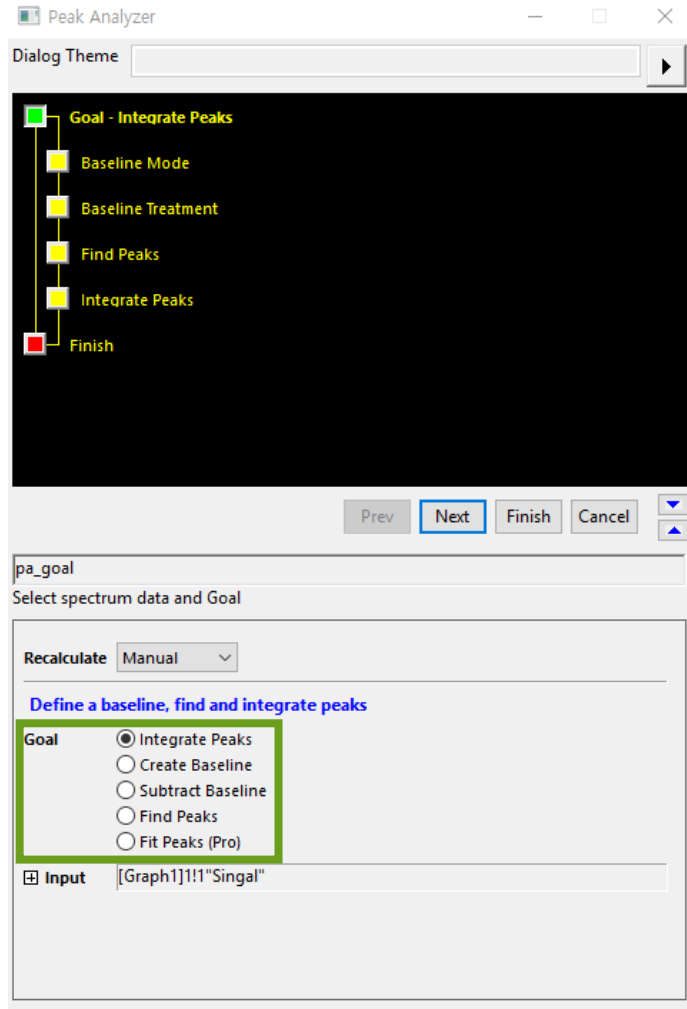 Peak Analyzer
Dialog Theme
Goal - Integrate Peaks
Baseline Mode
Baseline Treatment
Find Peaks
Integrate Peaks
Finish
Prev Next Finish Cancel
pa_goal
Select spectrum data and Goal
Recalculate Manual
Define a baseline, find and integrate peaks
Goal Integrate Peaks
Create Baseline
Subtract Baseline
Find Peaks
Fit Peaks (Pro)
Input [Graph1]1!1"Singal"